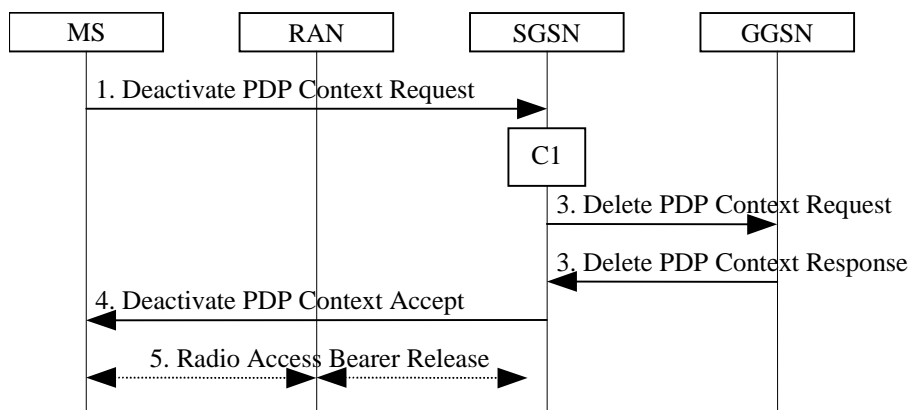 MS
RAN
SGSN
GGSN
1. Deactivate PDP Context Request
C1
3. Delete PDP Context Request
3. Delete PDP Context Response
4. Deactivate PDP Context Accept
5. Radio Access Bearer Release